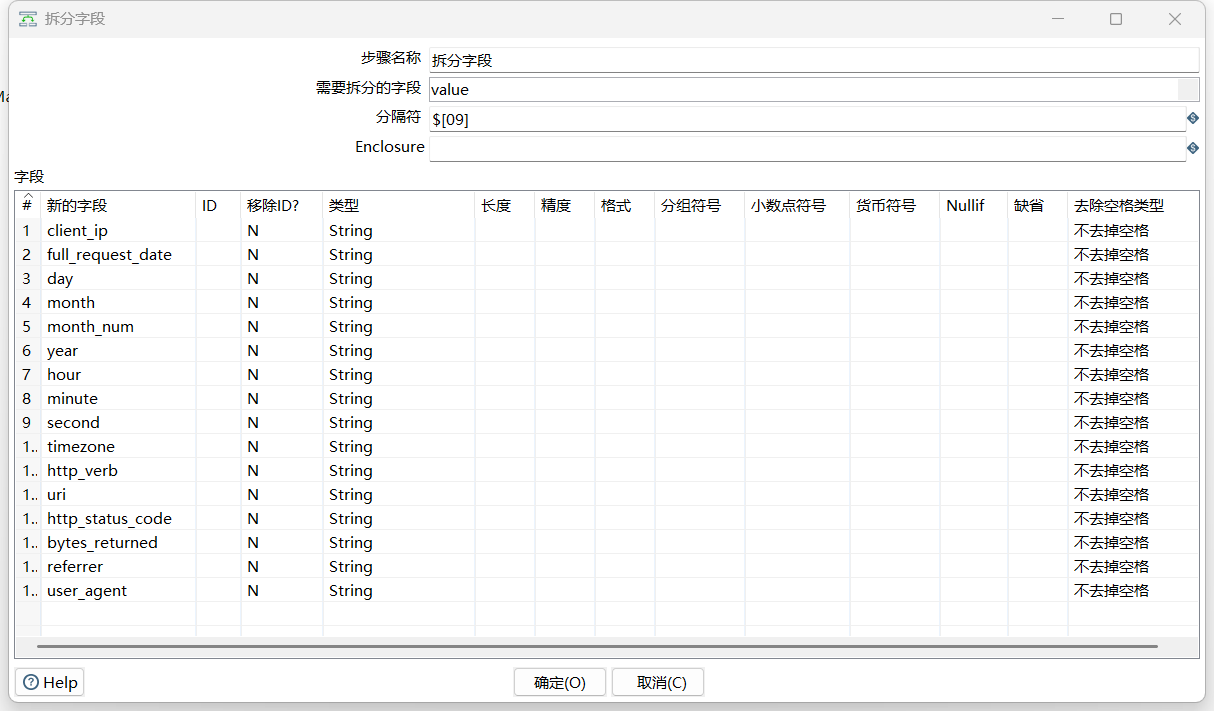 拆分字段
步骤名称 拆分字段
需要拆分的字段 value
分隔符 $[09]
Enclosure
字段
# 新的字段 ID 移除ID? 类型 长度 精度 格式 分组符号 小数点符号 货币符号 Nullif 缺省 去除空格类型
1 client_ip N String 不去掉空格
2 full_request_date N String 不去掉空格
3 day N String 不去掉空格
4 month N String 不去掉空格
5 month_num N String 不去掉空格
6 year N String 不去掉空格
7 hour N String 不去掉空格
8 minute N String 不去掉空格
9 second N String 不去掉空格
1.. timezone N String 不去掉空格
1.. http_verb N String 不去掉空格
1.. uri N String 不去掉空格
1.. http_status_code N String 不去掉空格
1.. bytes_returned N String 不去掉空格
1.. referrer N String 不去掉空格
1.. user_agent N String 不去掉空格
Help 确定(O) 取消(C)